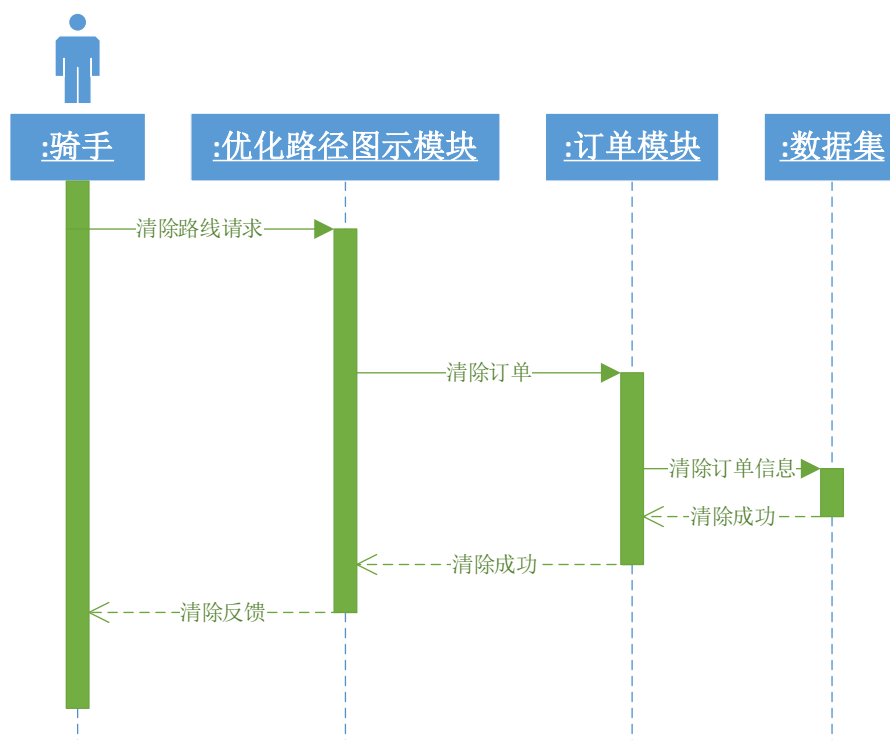 :骑手
:优化路径图示模块
:订单模块
:数据集
清除路线请求
清除订单
清除订单信息
清除成功
清除成功
清除反馈